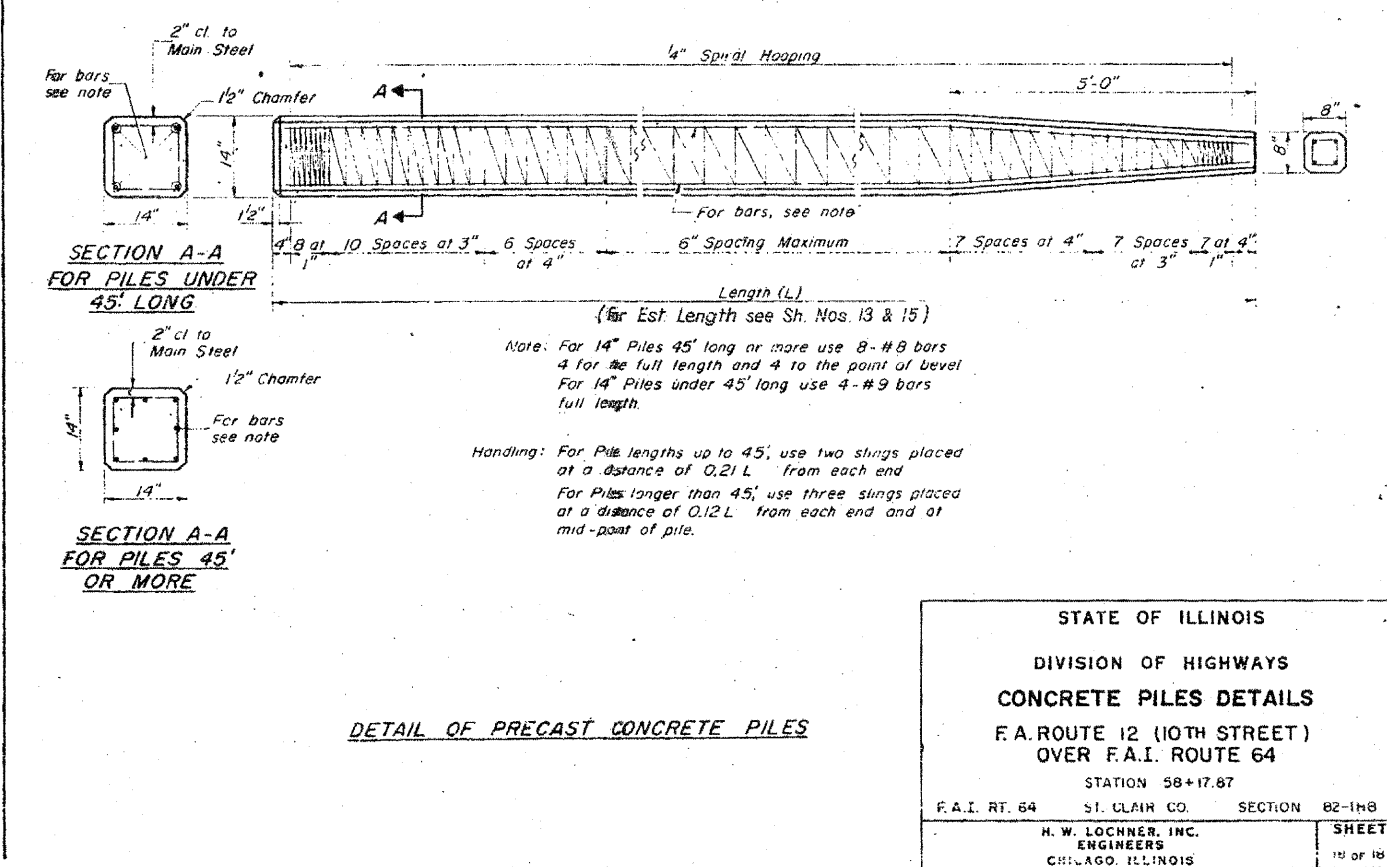 2" cl. to
Main Steel
For bars
see note
1½" Chamfer
14"
14"
SECTION A-A
FOR PILES UNDER
45' LONG
¼" Spiral Hooping
5'-0"
A
A
1½"
8"
8"
For bars, see note
4" 8 at 1" 10 Spaces at 3" 6 Spaces at 4" 6" Spacing Maximum 7 Spaces at 4" 7 Spaces at 3" 7 at 1" 4"
Length (L)
(For Est. Length see Sh. Nos. 13 & 15)
2" cl to
Main Steel
1½" Chamfer
For bars
see note
14"
14"
SECTION A-A
FOR PILES 45'
OR MORE
Note: For 14" Piles 45' long or more use 8-#8 bars
4 for the full length and 4 to the point of bevel
For 14" Piles under 45' long use 4-#9 bars
full length.
Handling: For Pile lengths up to 45', use two slings placed
at a distance of 0.21 L from each end
For Piles longer than 45', use three slings placed
at a distance of 0.12 L from each end and at
mid-point of pile.
DETAIL OF PRECAST CONCRETE PILES
STATE OF ILLINOIS
DIVISION OF HIGHWAYS
CONCRETE PILES DETAILS
F.A. ROUTE 12 (10TH STREET)
OVER F.A.I. ROUTE 64
STATION 58+17.87
F.A.I. RT. 64 ST. CLAIR CO. SECTION
H. W. LOCHNER, INC.
ENGINEERS
CHICAGO, ILLINOIS
SHEET
OF 18